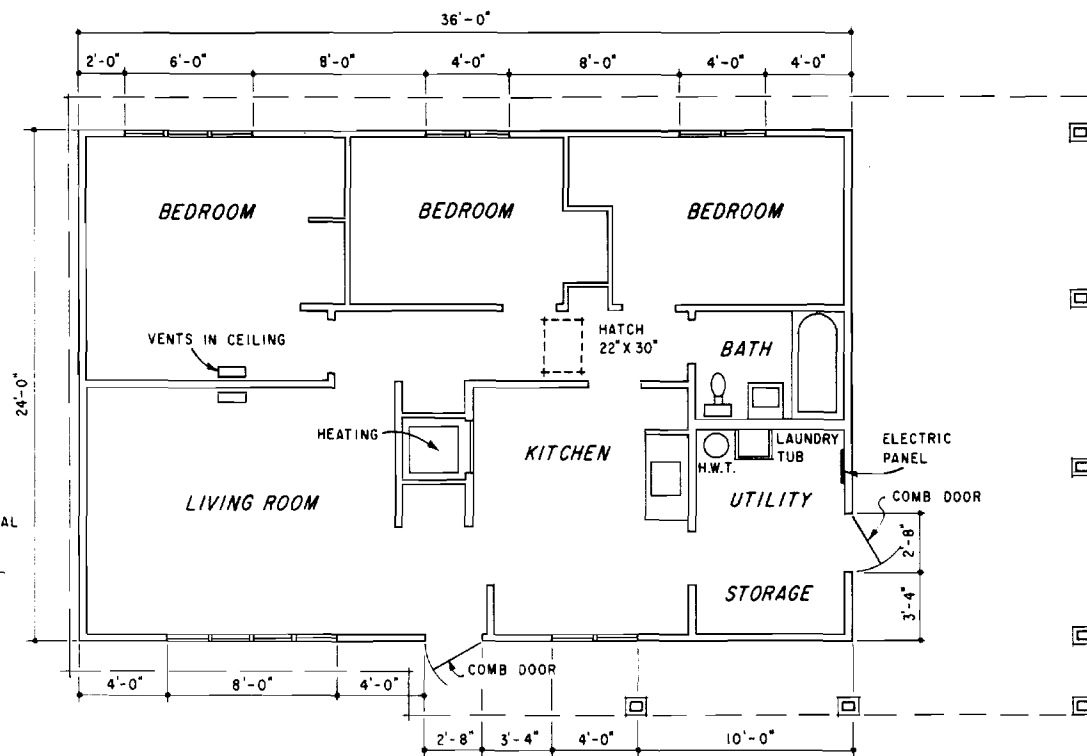 36'-0"
2'-0" 6'-0" 8'-0" 4'-0" 8'-0" 4'-0" 4'-0"
BEDROOM BEDROOM BEDROOM
VENTS IN CEILING
HATCH
22" X 30"
BATH
24'-0"
HEATING
KITCHEN
H.W.T.
LAUNDRY
TUB
ELECTRIC
PANEL
LIVING ROOM
UTILITY
COMB DOOR
AL
2'-8"
STORAGE
3'-4"
COMB DOOR
4'-0" 8'-0" 4'-0"
2'-8" 3'-4" 4'-0" 10'-0"